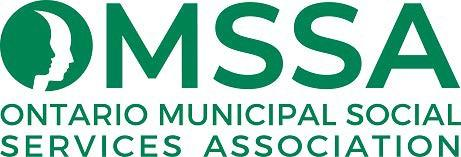 OMSSA
ONTARIO MUNICIPAL SOCIAL
SERVICES ASSOCIATION